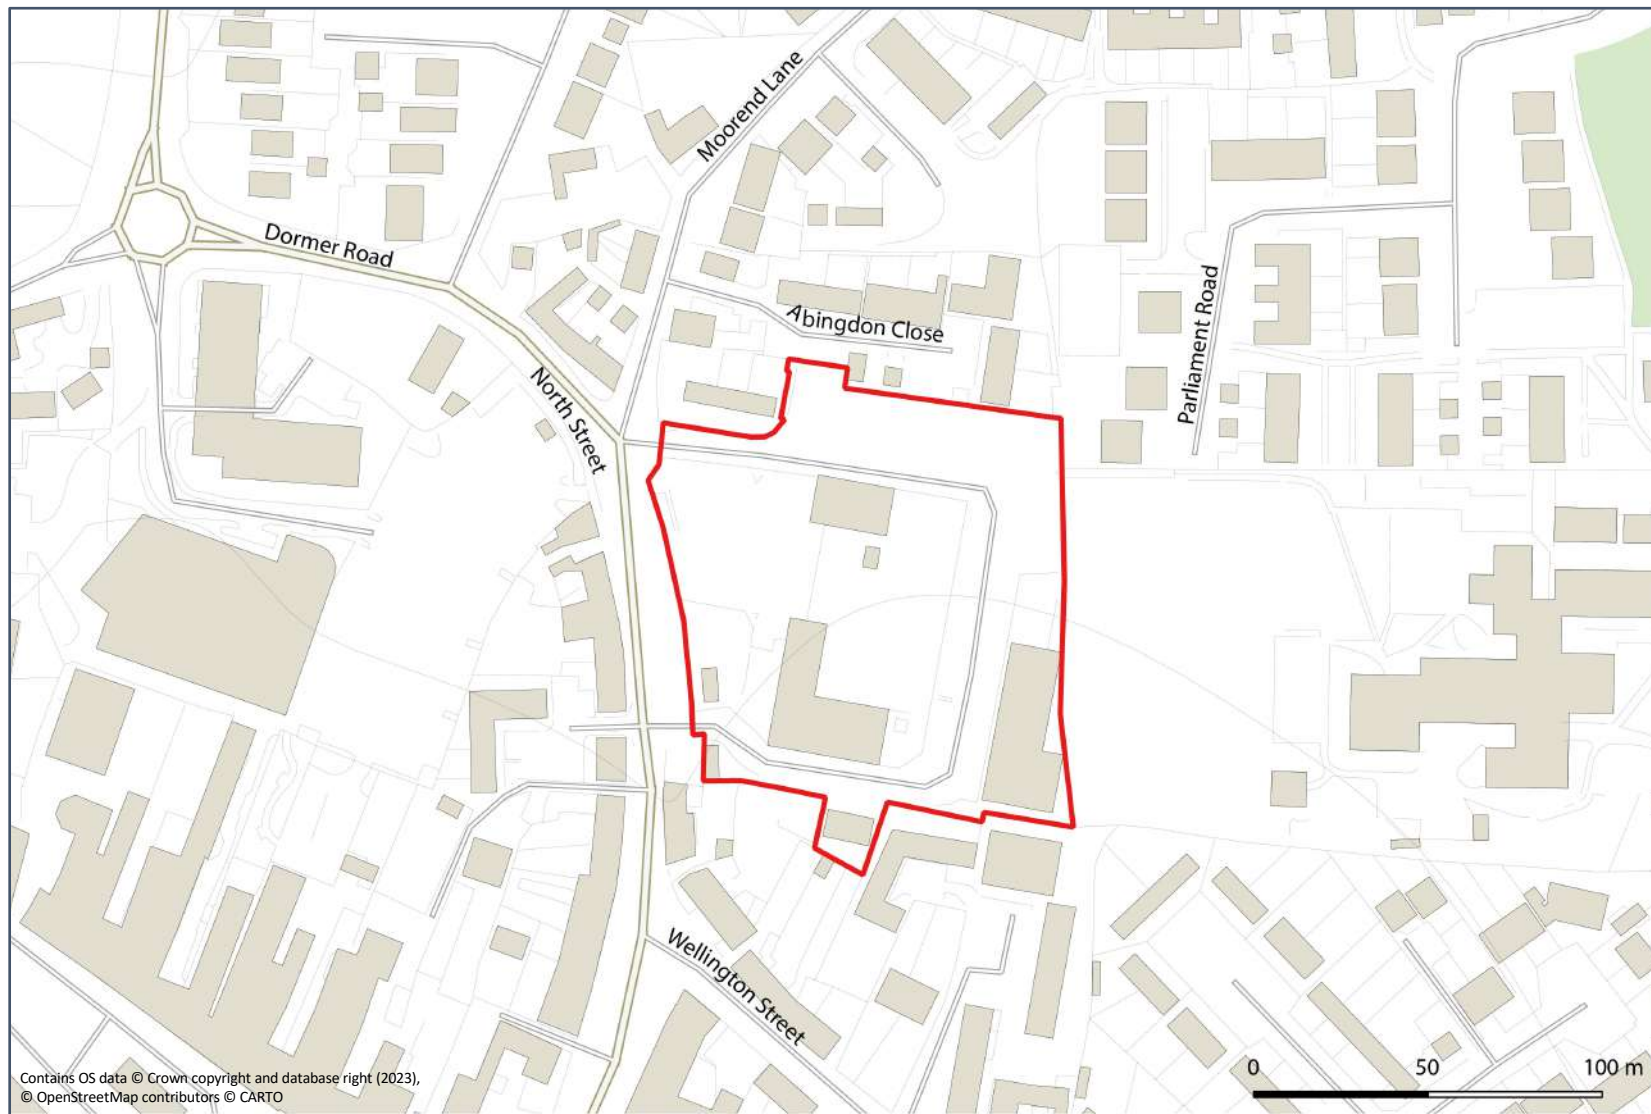 Moorend Lane
Dormer Road
Abingdon Close
Parliament Road
North Street
Wellington Street
0 50 100 m
Contains OS data © Crown copyright and database right (2023),
© OpenStreetMap contributors © CARTO